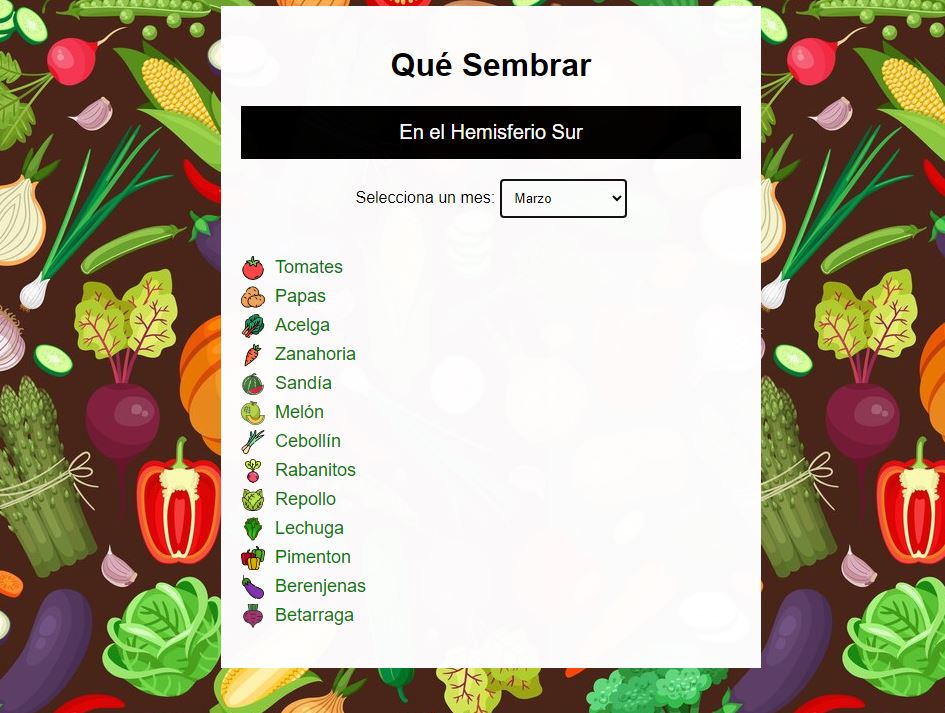 Qué Sembrar
En el Hemisferio Sur
Selecciona un mes: Marzo
Tomates
Papas
Acelga
Zanahoria
Sandía
Melón
Cebollín
Rabanitos
Repollo
Lechuga
Pimenton
Berenjenas
Betarraga